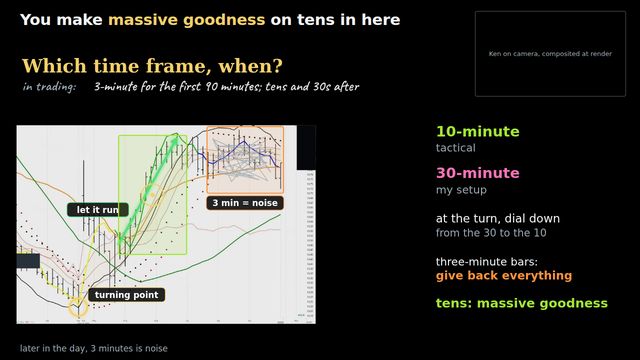 You make massive goodness on tens in here
Ken on camera, composited at render
Which time frame, when?
in trading: 3-minute for the first 90 minutes; tens and 30s after
let it run
3 min = noise
turning point
10-minute
tactical
30-minute
my setup
at the turn, dial down
from the 30 to the 10
three-minute bars:
give back everything
tens: massive goodness
later in the day, 3 minutes is noise